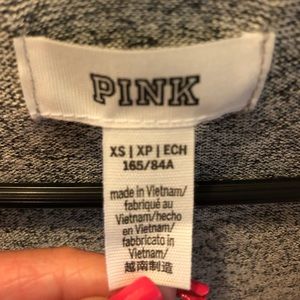 PINK
XS | XP | ECH
165/84A
made in Vietnam/
fabriqué au
Vietnam/hecho
en Vietnam/
fabbricato in
Vietnam/
越南制造